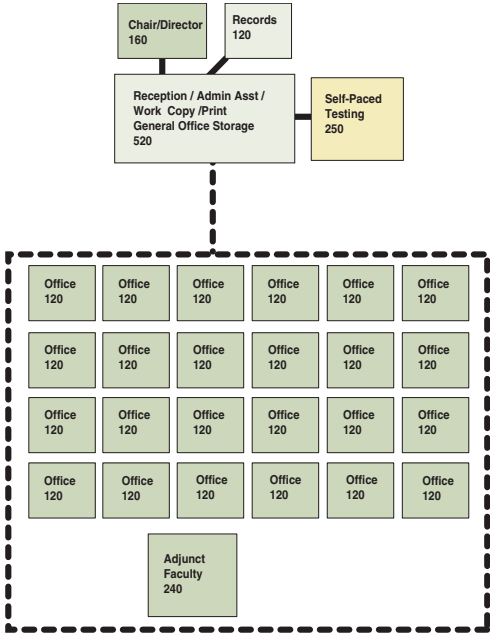 Chair/Director
160
Records
120
Reception / Admin Asst /
Work Copy /Print
General Office Storage
520
Self-Paced
Testing
250
Office
120
Office
120
Office
120
Office
120
Office
120
Office
120
Office
120
Office
120
Office
120
Office
120
Office
120
Office
120
Office
120
Office
120
Office
120
Office
120
Office
120
Office
120
Office
120
Office
120
Office
120
Office
120
Office
120
Office
120
Adjunct
Faculty
240